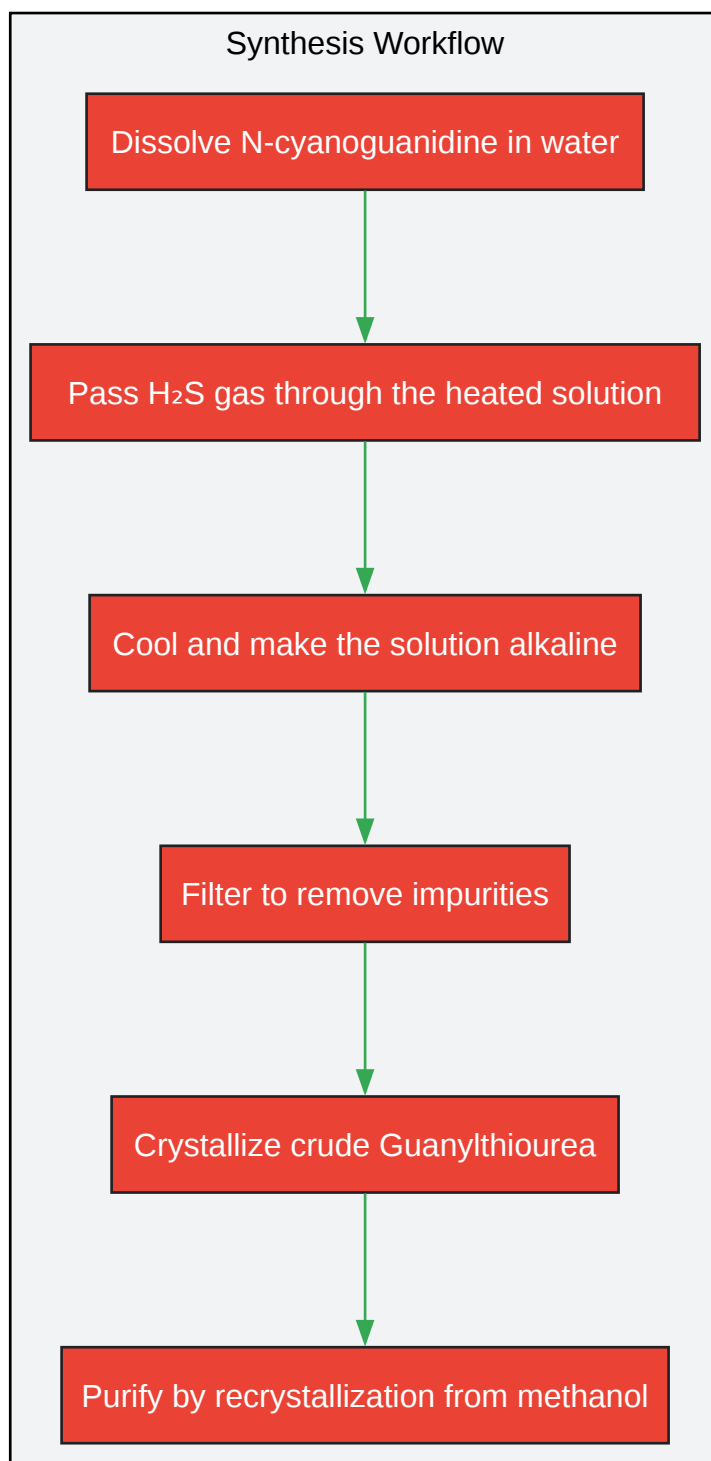 Synthesis Workflow
Dissolve N-cyanoguanidine in water
Pass H₂S gas through the heated solution
Cool and make the solution alkaline
Filter to remove impurities
Crystallize crude Guanylthiourea
Purify by recrystallization from methanol